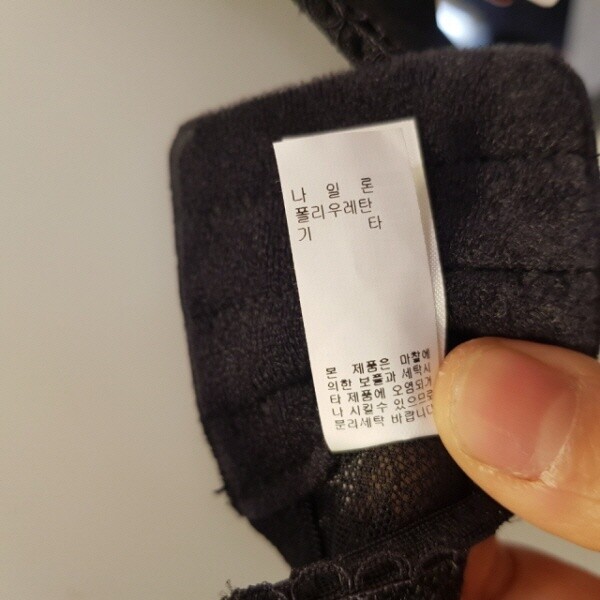 나 일 론
폴리우레탄
기 타
본 제품은 마찰에
의한 보풀과 세탁시
타 제품에 오염되거
나 시킬수 있으므로
분리세탁 바랍니다